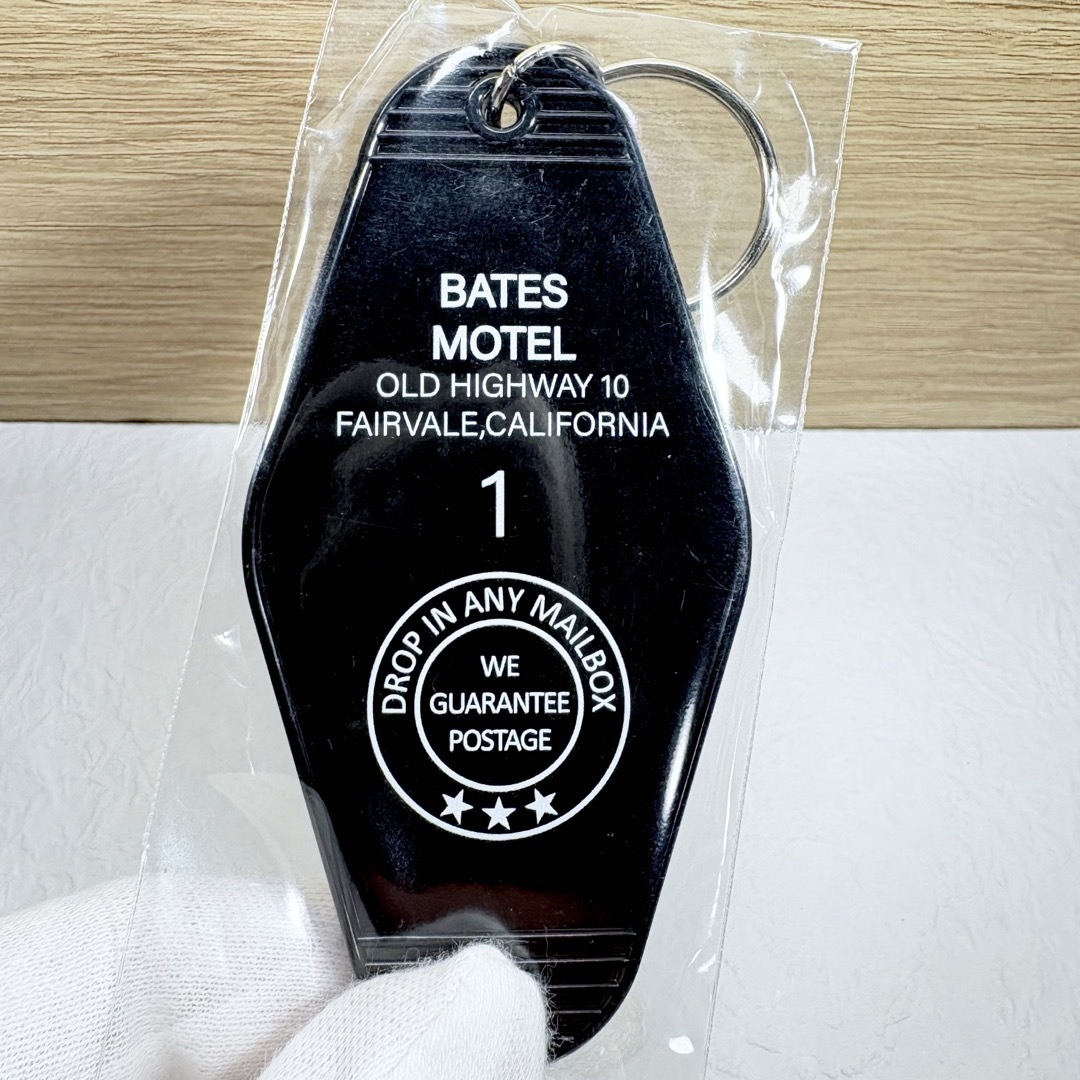 BATES
MOTEL
OLD HIGHWAY 10
FAIRVALE,CALIFORNIA
1
DROP IN ANY MAILBOX
WE
GUARANTEE
POSTAGE